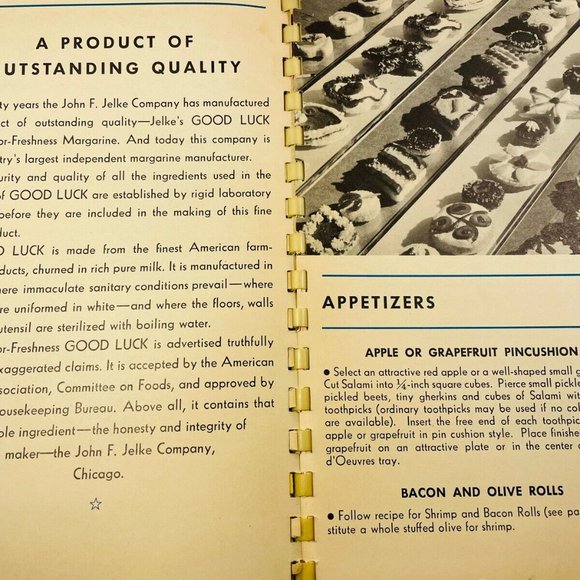 A PRODUCT OF
UTSTANDING QUALITY
ty years the John F. Jelke Company has manufactured
ct of outstanding quality—Jelke's GOOD LUCK
or-Freshness Margarine. And today this company is
try's largest independent margarine manufacturer.
urity and quality of all the ingredients used in the
of GOOD LUCK are established by rigid laboratory
before they are included in the making of this fine
duct.
OD LUCK is made from the finest American farm-
ducts, churned in rich pure milk. It is manufactured in
here immaculate sanitary conditions prevail—where
are uniformed in white—and where the floors, walls
utensil are sterilized with boiling water.
or-Freshness GOOD LUCK is advertised truthfully
exaggerated claims. It is accepted by the American
ssociation, Committee on Foods, and approved by
ousekeeping Bureau. Above all, it contains that
ble ingredient—the honesty and integrity of
maker—the John F. Jelke Company,
Chicago.
APPETIZERS
APPLE OR GRAPEFRUIT PINCUSHION
● Select an attractive red apple or a well-shaped small g
Cut Salami into ¼-inch square cubes. Pierce small pickle
pickled beets, tiny gherkins and cubes of Salami wit
toothpicks (ordinary toothpicks may be used if no col
are available). Insert the free end of each toothpic
apple or grapefruit in pin cushion style. Place finishe
grapefruit on an attractive plate or in the center o
d'Oeuvres tray.
BACON AND OLIVE ROLLS
● Follow recipe for Shrimp and Bacon Rolls (see pa
stitute a whole stuffed olive for shrimp.